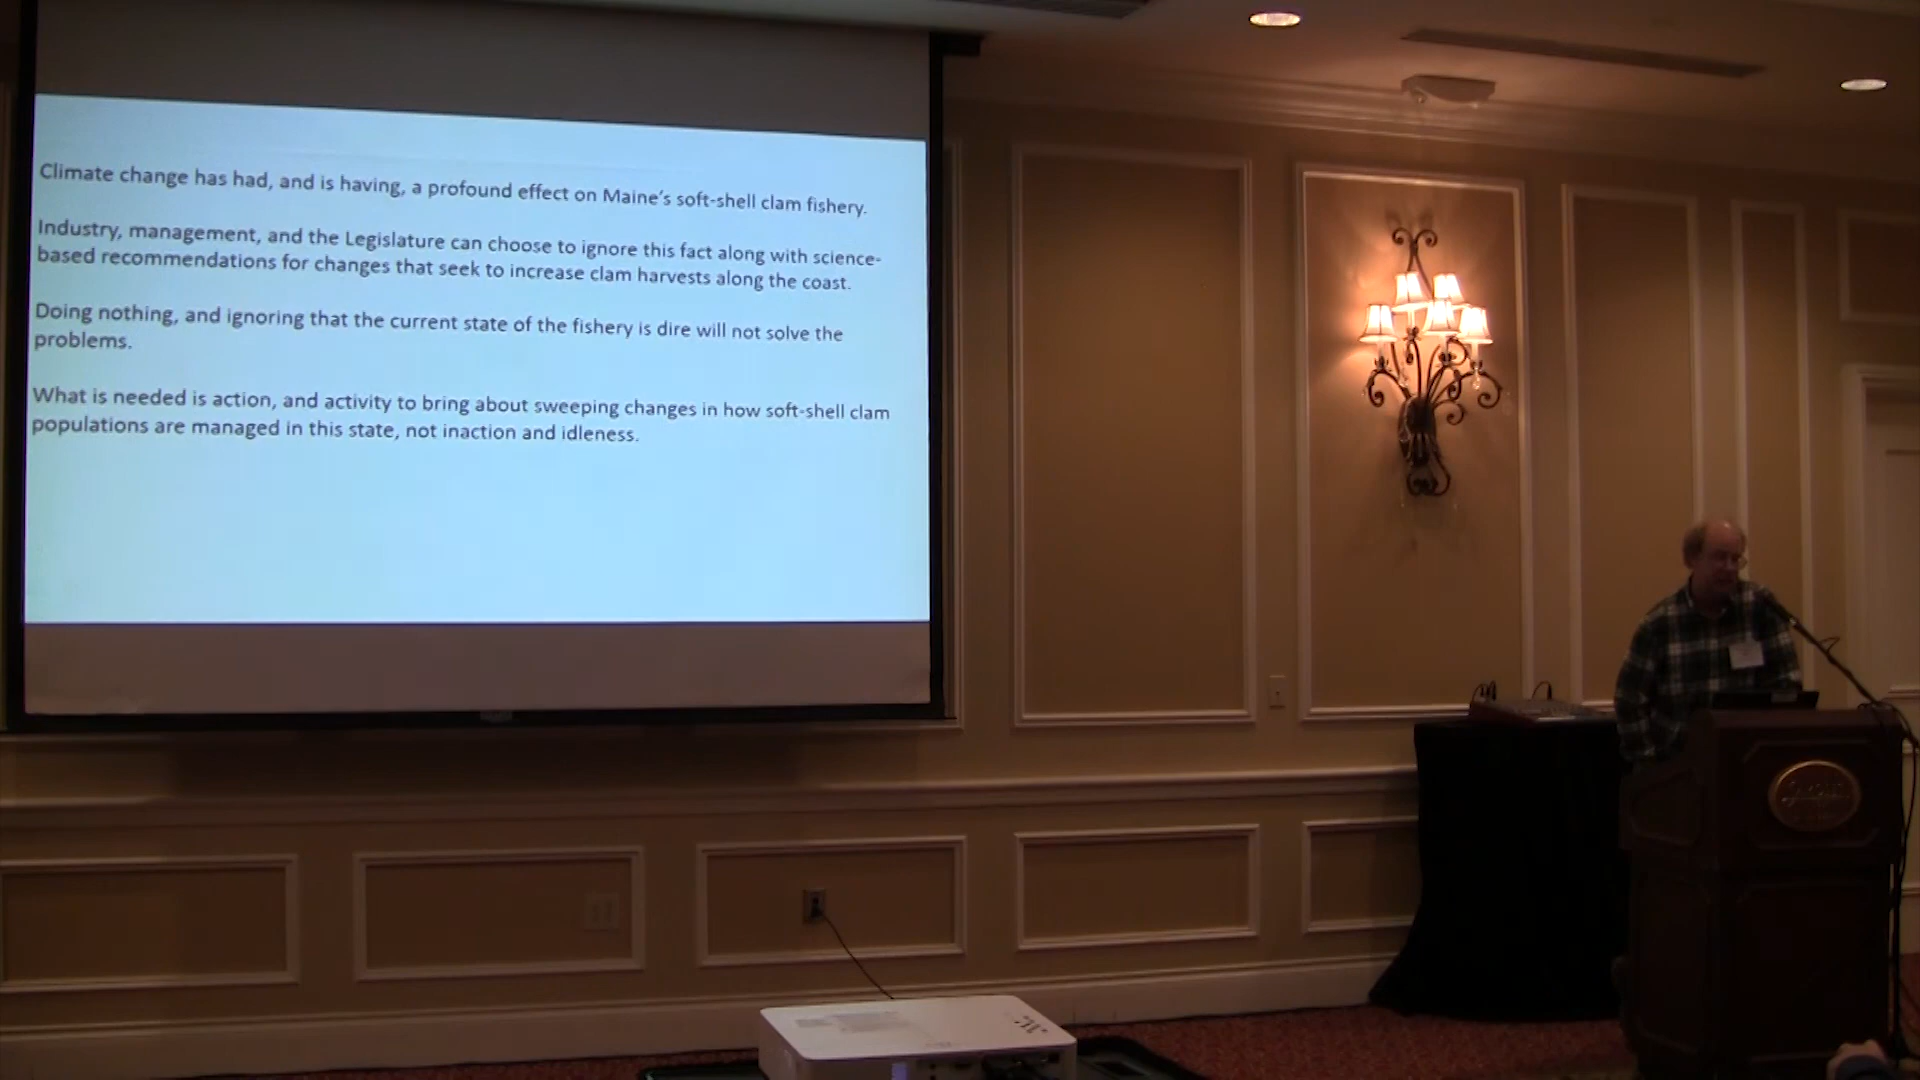 Climate change has had, and is having, a profound effect on Maine's soft-shell clam fishery.
Industry, management, and the Legislature can choose to ignore this fact along with science-
based recommendations for changes that seek to increase clam harvests along the coast.
Doing nothing, and ignoring that the current state of the fishery is dire will not solve the
problems.
What is needed is action, and activity to bring about sweeping changes in how soft-shell clam
populations are managed in this state, not inaction and idleness.